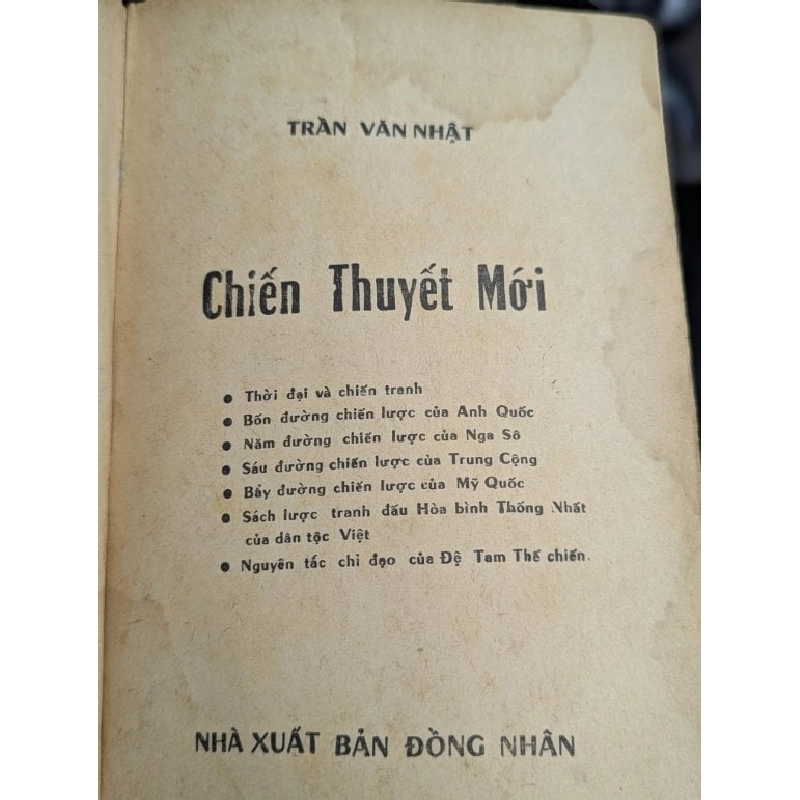 TRẦN VĂN NHẬT
Chiến Thuyết Mới
● Thời đại và chiến tranh
● Bốn đường chiến lược của Anh Quốc
● Năm đường chiến lược của Nga Sô
● Sáu đường chiến lược của Trung Cộng
● Bẩy đường chiến lược của Mỹ Quốc
● Sách lược tranh đấu Hòa bình Thống Nhất
của dân tộc Việt
● Nguyên tắc chỉ đạo của Đệ Tam Thế chiến.
NHÀ XUẤT BẢN ĐỒNG NHÂN